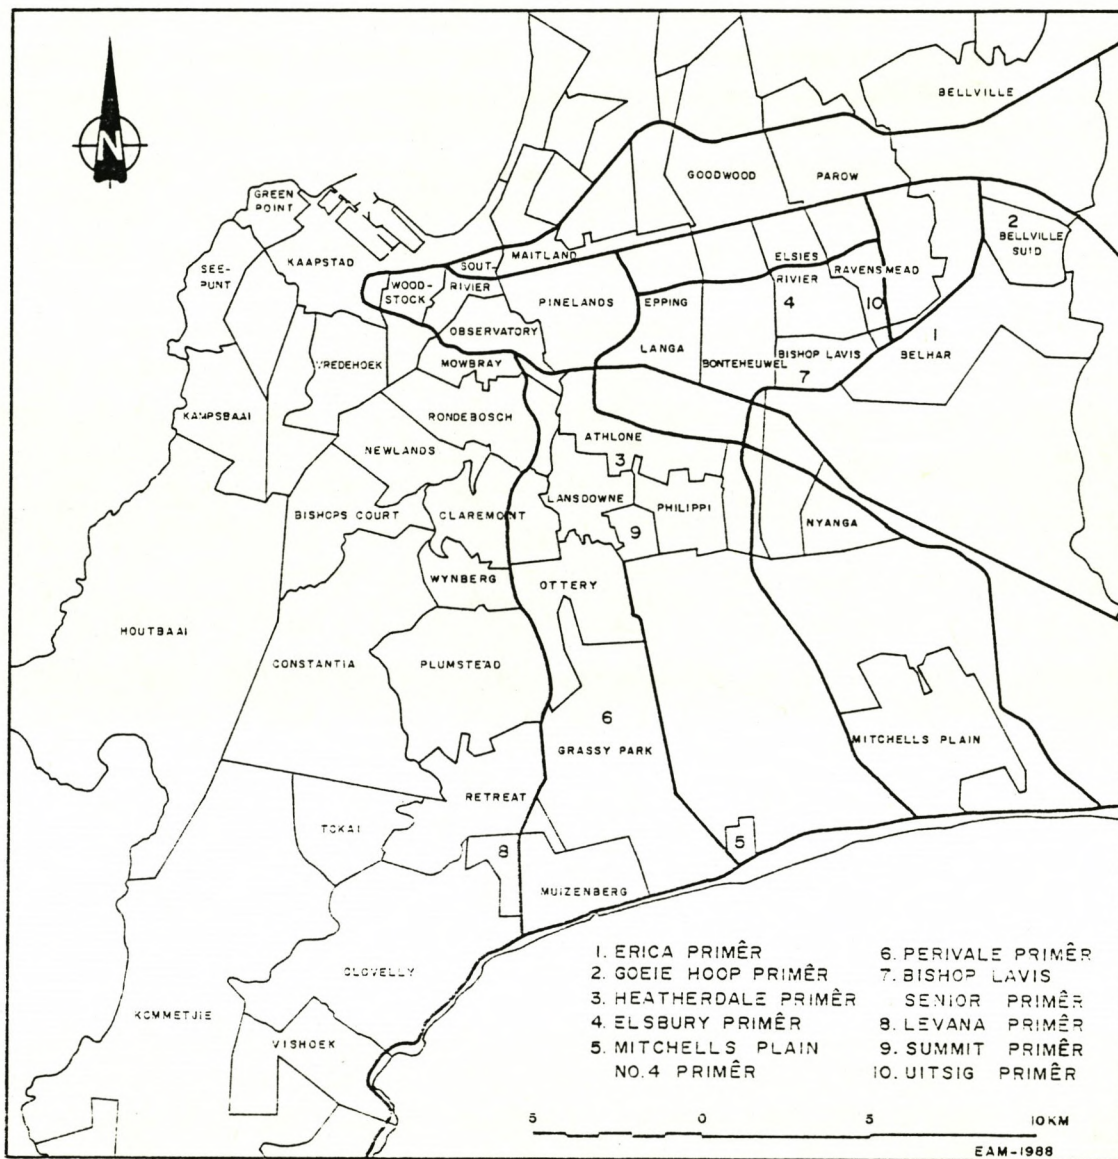 N
BELLVILLE
GOODWOOD
PAROW
GREEN
POINT
2
BELLVILLE
SUID
SEE-
PUNT
KAAPSTAD
SOUT-
RIVIER
MAITLAND
ELSIES
RIVIER
4
RAVENSMEAD
10
WOOD-
STOCK
PINELANDS
EPPING
OBSERVATORY
LANGA
BONTEHEUWEL
BISHOP LAVIS
7
1
BELHAR
VREDEHOEK
MOWBRAY
KAMPSBAAI
RONDEBOSCH
NEWLANDS
ATHLONE
3
BISHOPS COURT
CLAREMONT
LANSDOWNE
PHILIPPI
9
NYANGA
WYNBERG
OTTERY
HOUTBAAI
CONSTANTIA
PLUMSTEAD
6
GRASSY PARK
MITCHELLS PLAIN
RETREAT
TOKAI
8
5
MUIZENBERG
CLOVELLY
KOMMETJIE
VISHOEK
1. ERICA PRIMÊR
2. GOEIE HOOP PRIMÊR
3. HEATHERDALE PRIMÊR
4. ELSBURY PRIMÊR
5. MITCHELLS PLAIN
NO.4 PRIMÊR
6. PERIVALE PRIMÊR
7. BISHOP LAVIS
SENIOR PRIMÊR
8. LEVANA PRIMÊR
9. SUMMIT PRIMÊR
10. UITSIG PRIMÊR
5 0 5 10 KM
EAM-1988